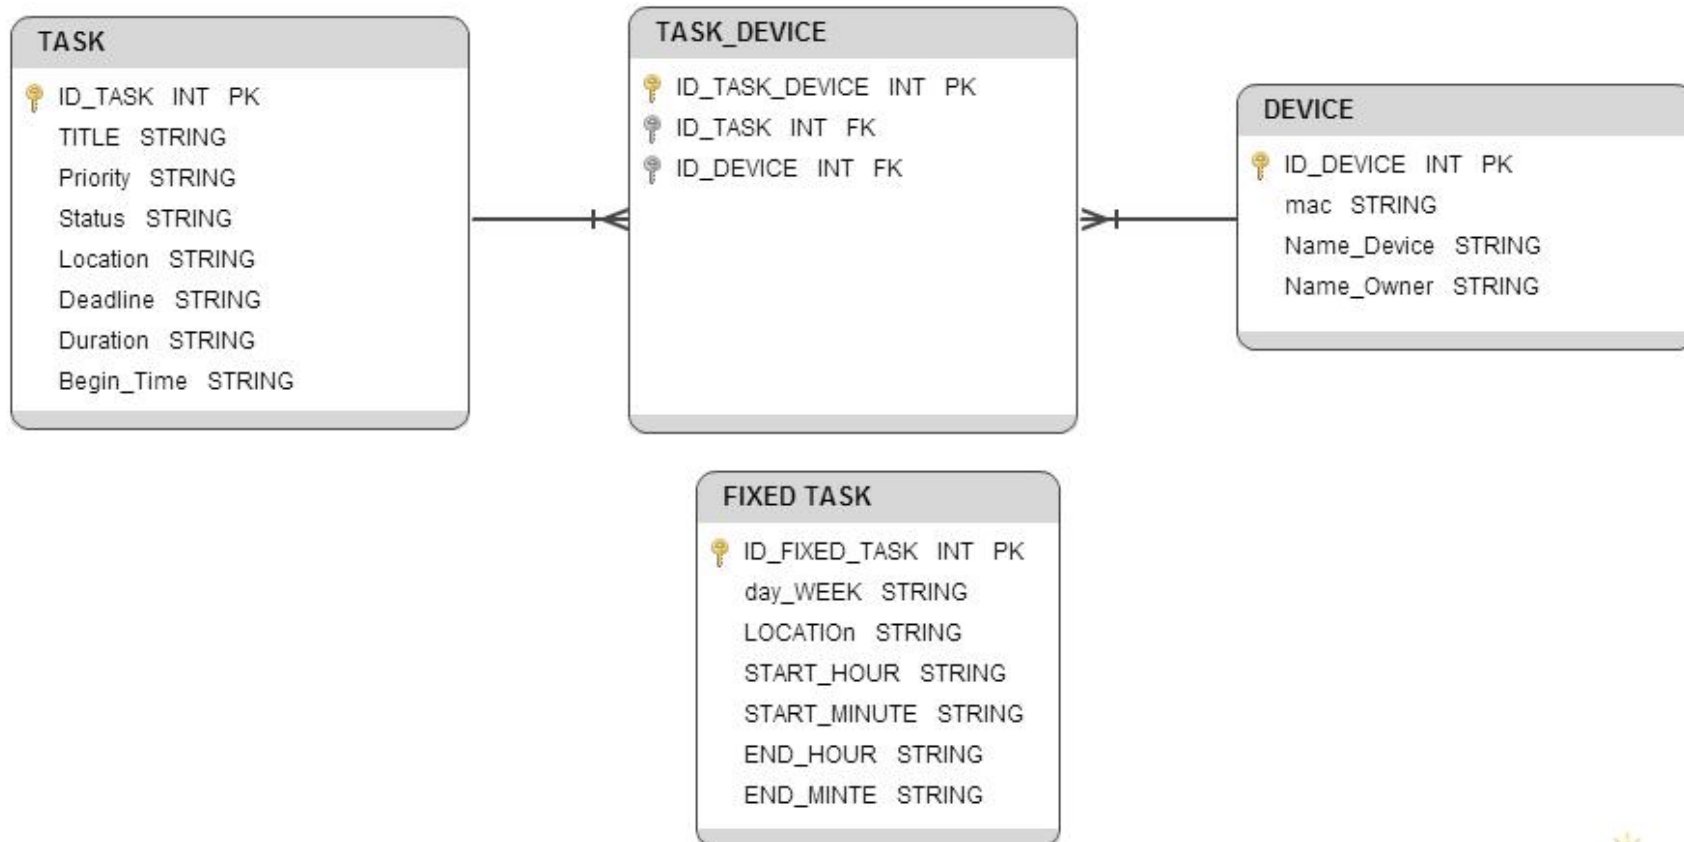 TASK
ID_TASK INT PK
TITLE STRING
Priority STRING
Status STRING
Location STRING
Deadline STRING
Duration STRING
Begin_Time STRING
TASK_DEVICE
ID_TASK_DEVICE INT PK
ID_TASK INT FK
ID_DEVICE INT FK
DEVICE
ID_DEVICE INT PK
mac STRING
Name_Device STRING
Name_Owner STRING
FIXED TASK
ID_FIXED_TASK INT PK
day_WEEK STRING
LOCATIOn STRING
START_HOUR STRING
START_MINUTE STRING
END_HOUR STRING
END_MINTE STRING